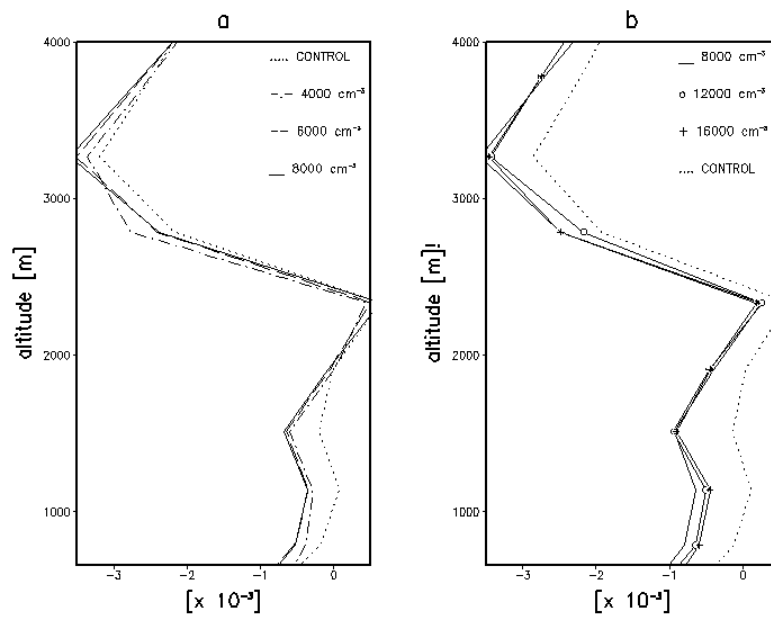 a
4000
3000
2000
1000
altitude [m]
CONTROL
4000 cm⁻³
6000 cm⁻³
8000 cm⁻³
-3
-2
-1
0
[x 10⁻³]
b
4000
3000
2000
1000
altitude [m]!
8000 cm⁻³
12000 cm⁻³
16000 cm⁻³
CONTROL
-3
-2
-1
0
[x 10⁻³]